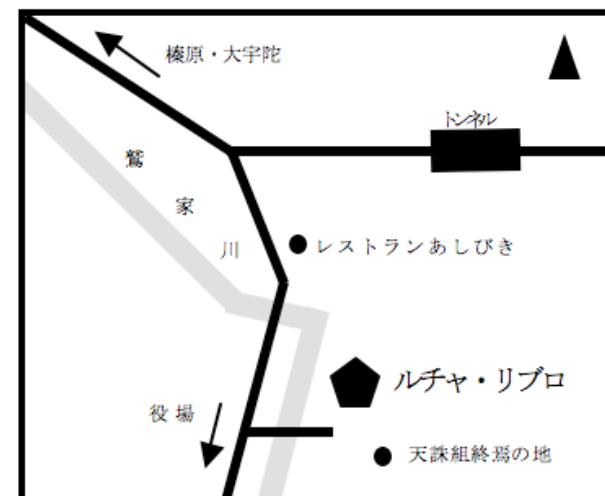 榛原・大宇陀
トンネル
鷲家川
レストランあしびき
ルチャ・リブロ
役場
天誅組終焉の地